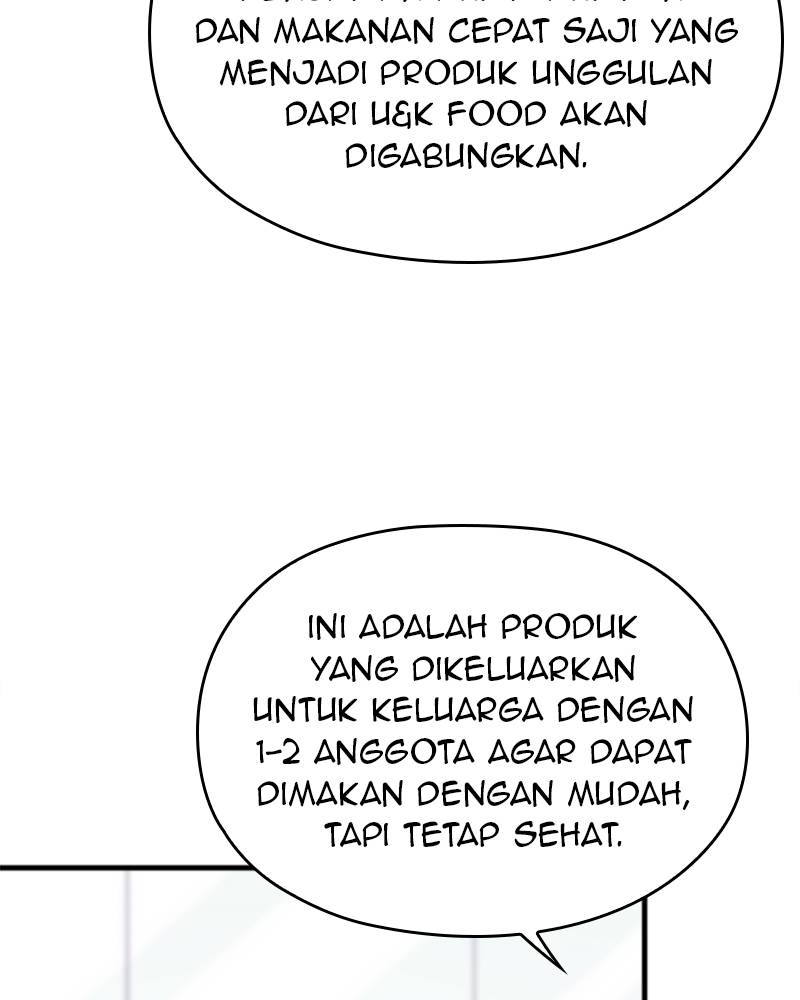 DAN MAKANAN CEPAT SAJI YANG
MENJADI PRODUK UNGGULAN
DARI U&K FOOD AKAN
DIGABUNGKAN.
INI ADALAH PRODUK
YANG DIKELUARKAN
UNTUK KELUARGA DENGAN
1-2 ANGGOTA AGAR DAPAT
DIMAKAN DENGAN MUDAH,
TAPI TETAP SEHAT.